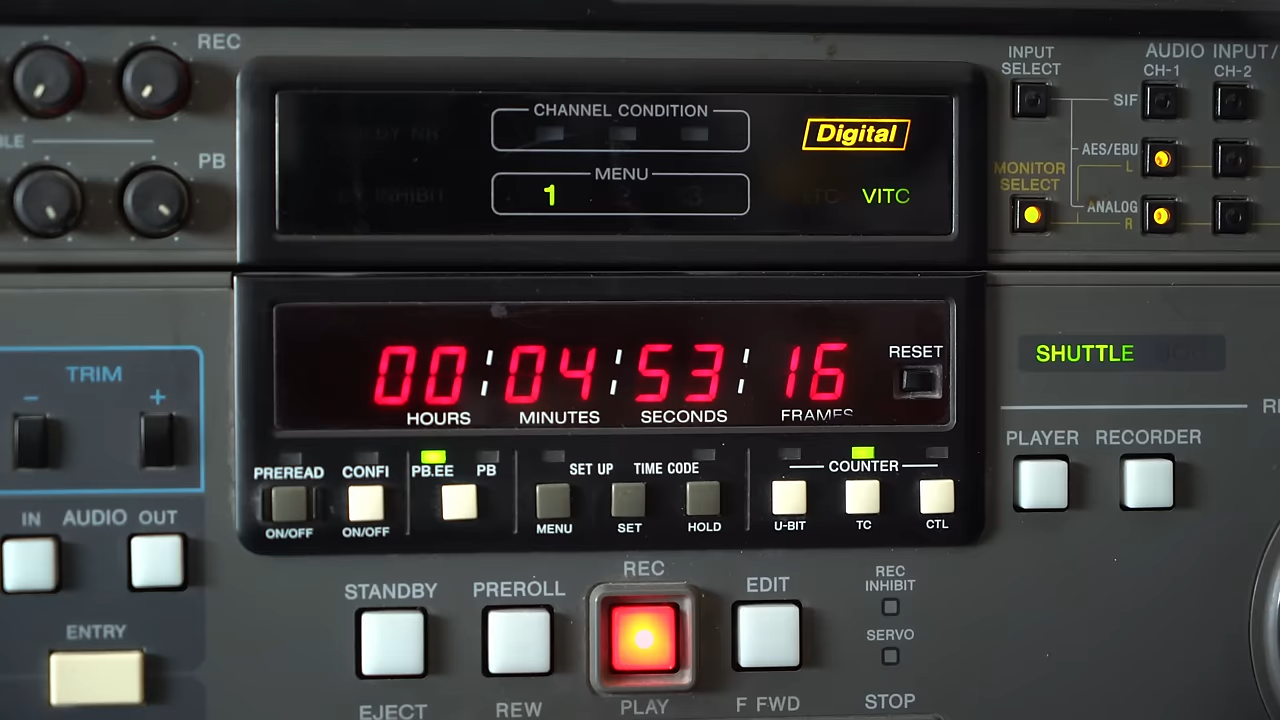 REC
PB
CHANNEL CONDITION
Digital
MENU
1
VITC
INPUT
SELECT
AUDIO INPUT/
CH-1
CH-2
SIF
AES/EBU
L
MONITOR
SELECT
ANALOG
R
00:04:53:16
HOURS
MINUTES
SECONDS
FRAMES
RESET
SHUTTLE
TRIM
-
+
PREREAD
ON/OFF
CONFI
ON/OFF
PB.EE
PB
SET UP
TIME CODE
MENU
SET
HOLD
COUNTER
U-BIT
TC
CTL
PLAYER
RECORDER
IN
AUDIO
OUT
ENTRY
STANDBY
PREROLL
REC
EDIT
REC
INHIBIT
SERVO
EJECT
REW
PLAY
F FWD
STOP